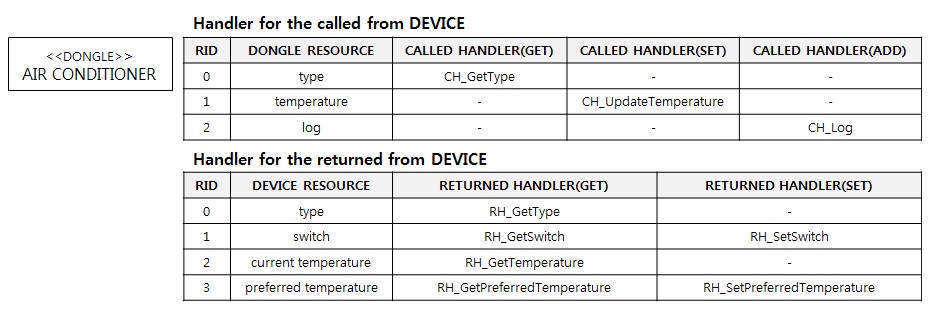 Handler for the called from DEVICE
<<DONGLE>>
AIR CONDITIONER
RID DONGLE RESOURCE CALLED HANDLER(GET) CALLED HANDLER(SET) CALLED HANDLER(ADD)
0 type CH_GetType - -
1 temperature - CH_UpdateTemperature -
2 log - - CH_Log
Handler for the returned from DEVICE
RID DEVICE RESOURCE RETURNED HANDLER(GET) RETURNED HANDLER(SET)
0 type RH_GetType -
1 switch RH_GetSwitch RH_SetSwitch
2 current temperature RH_GetTemperature -
3 preferred temperature RH_GetPreferredTemperature RH_SetPreferredTemperature